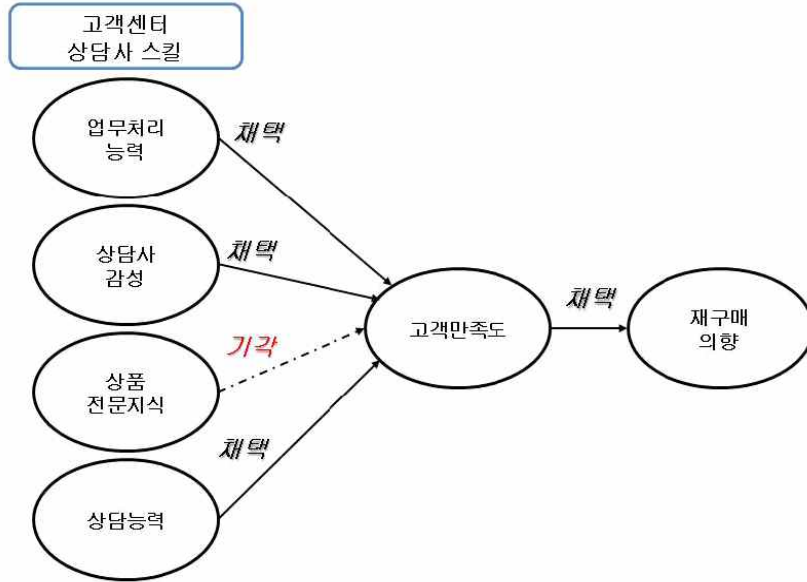 고객센터
상담사 스킬
업무처리
능력
채택
상담사
감성
채택
고객만족도
채택
재구매
의향
기각
상품
전문지식
채택
상담능력